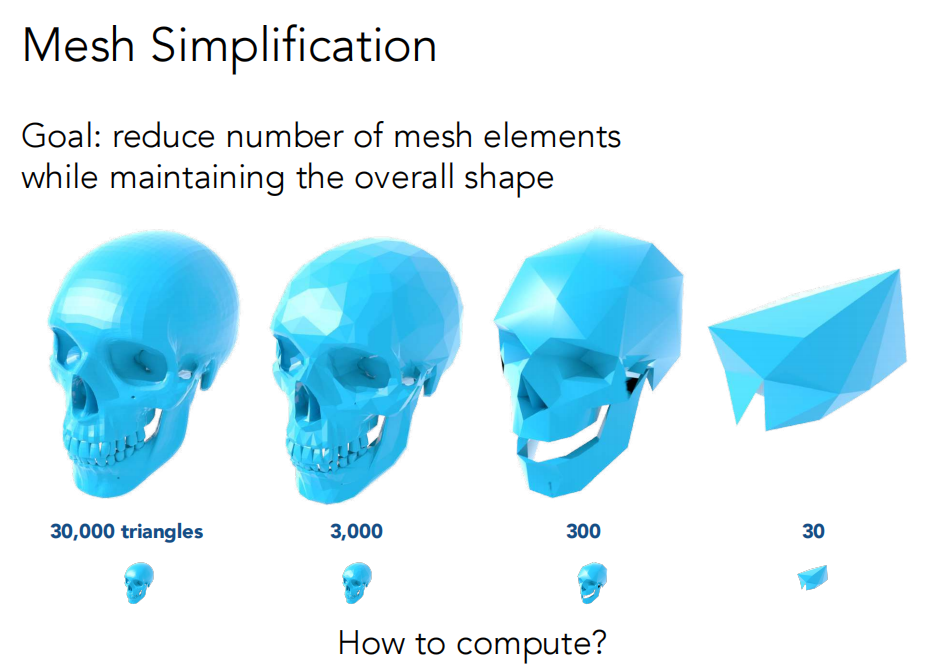 Mesh Simplification
Goal: reduce number of mesh elements
while maintaining the overall shape
30,000 triangles
3,000
300
30
How to compute?